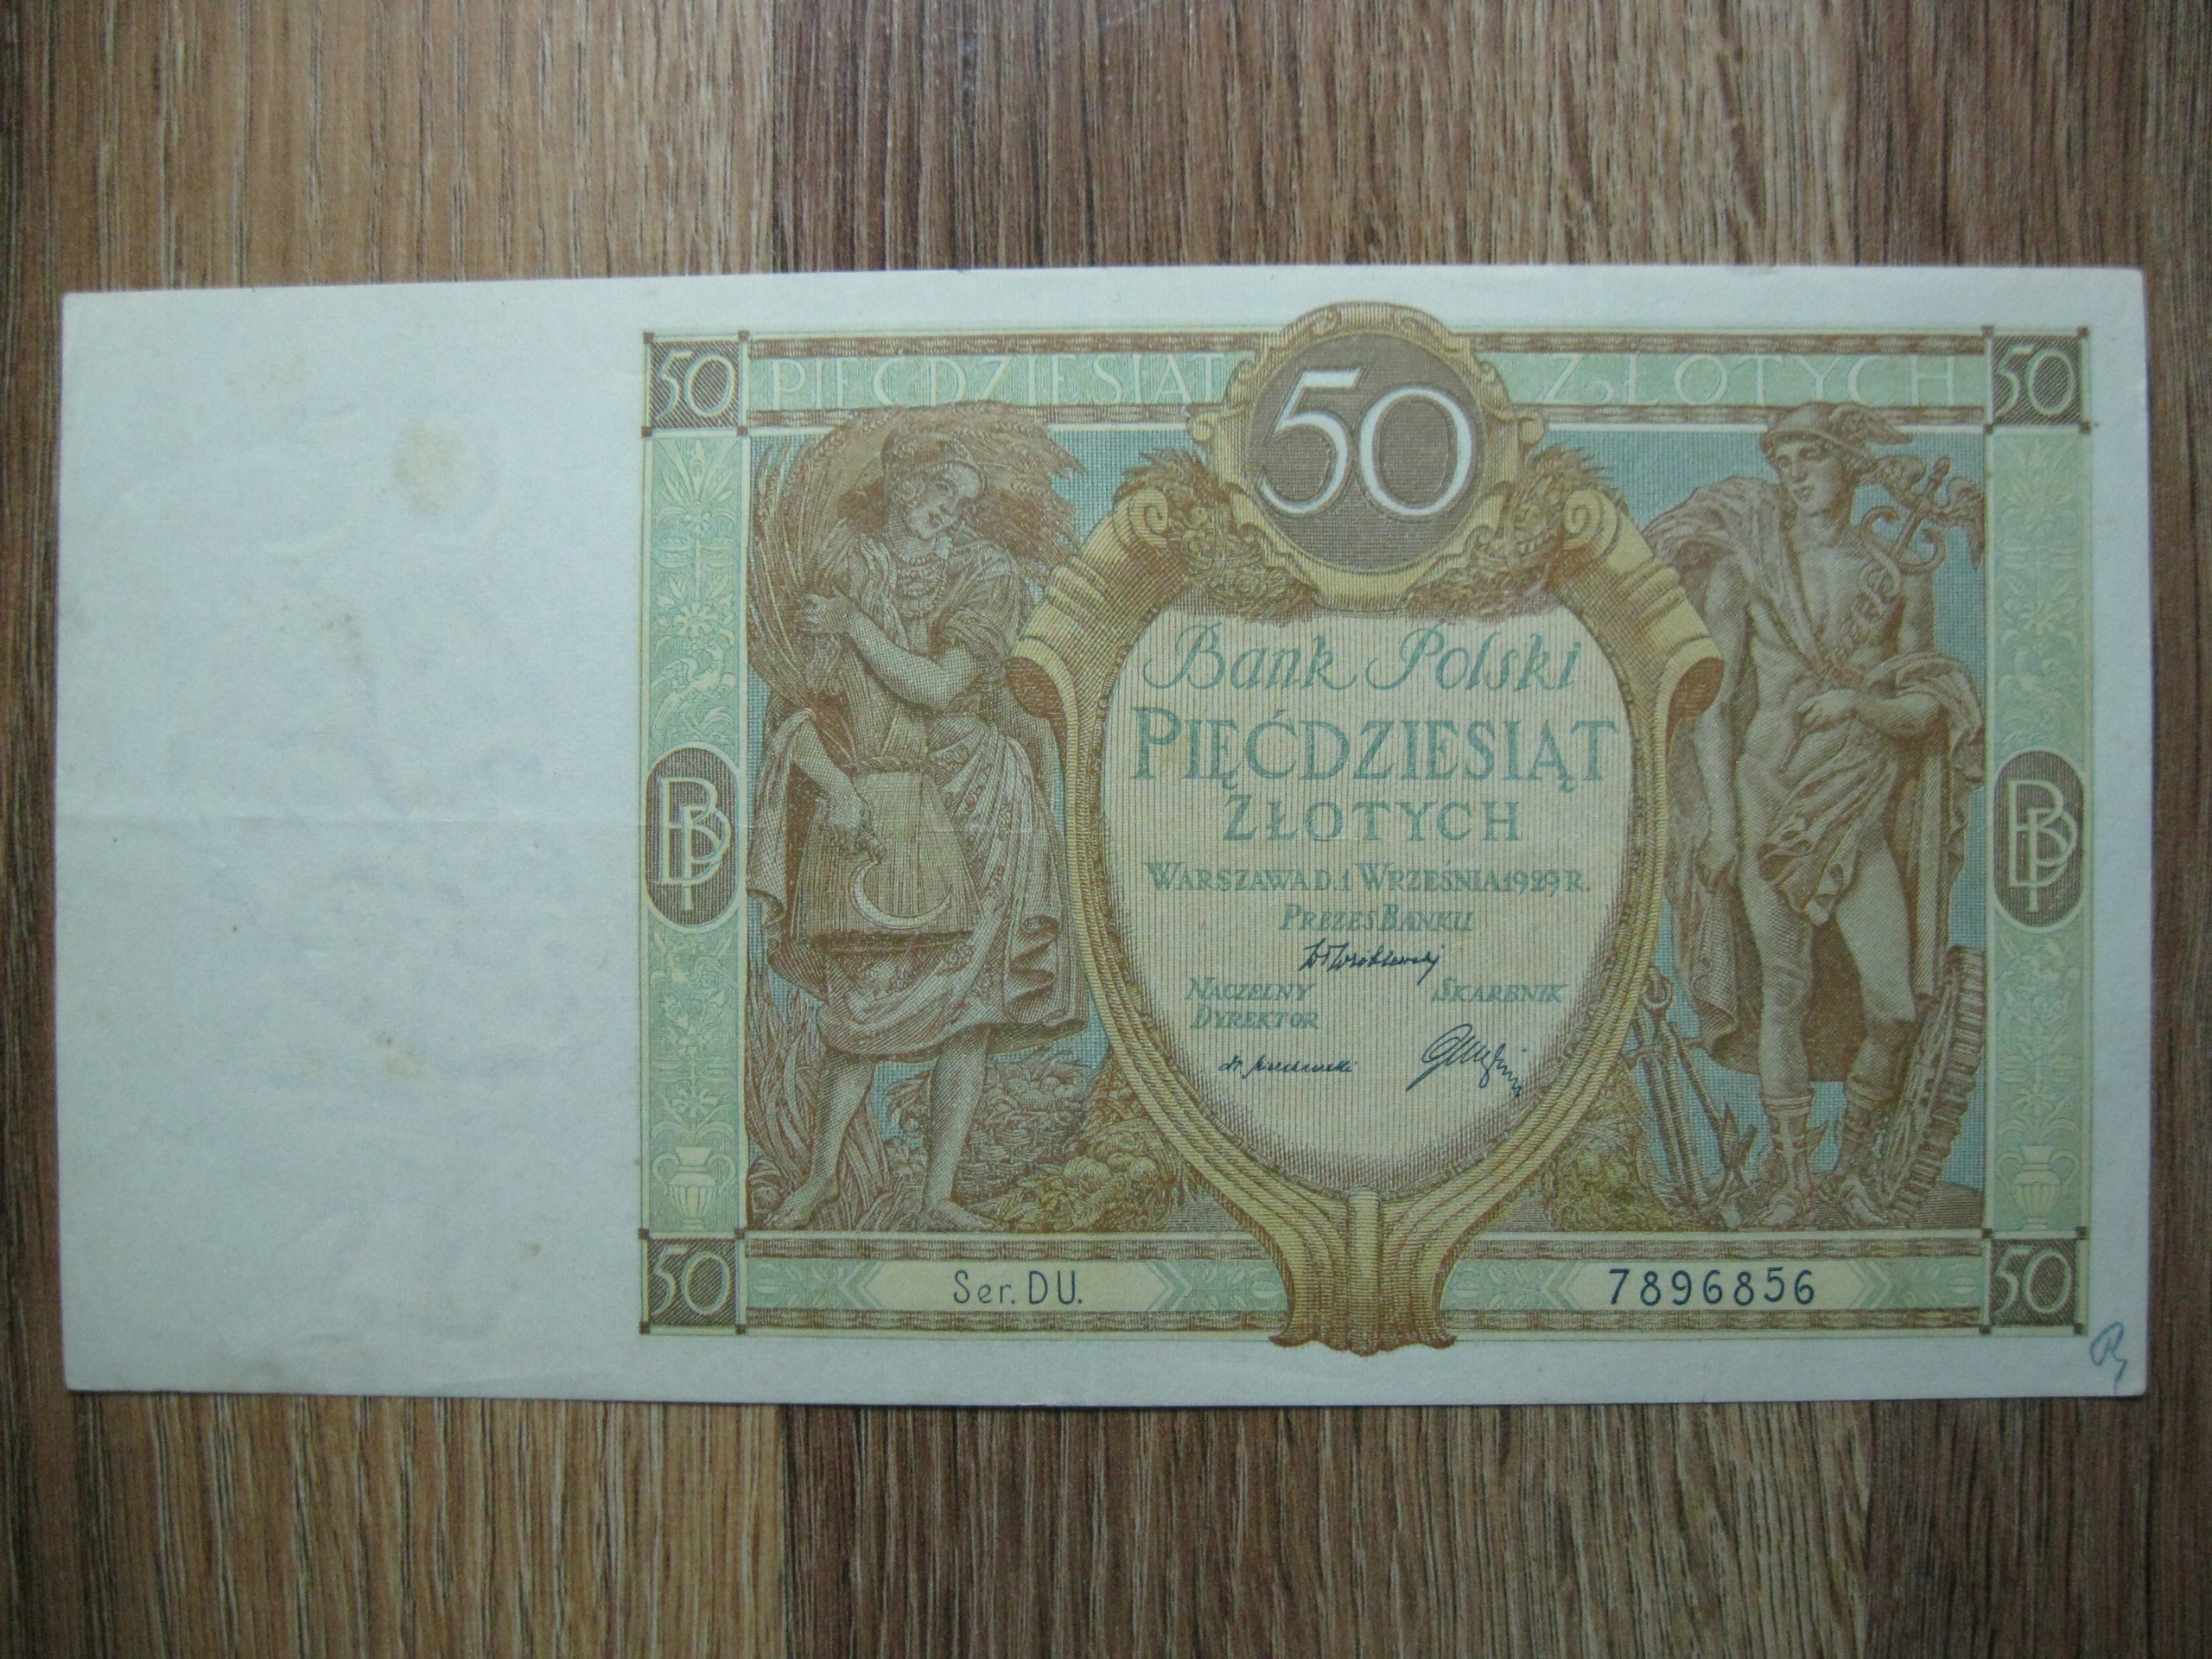 50 PIĘĆDZIESIĄT 50 ZŁOTYCH 50
Bank Polski
PIĘĆDZIESIĄT
ZŁOTYCH
WARSZAWA D. 1 WRZEŚNIA 1929 R.
PREZES BANKU
NACZELNY SKARBNIK
DYREKTOR
BP BP
50 Ser. DU. 7896856 50